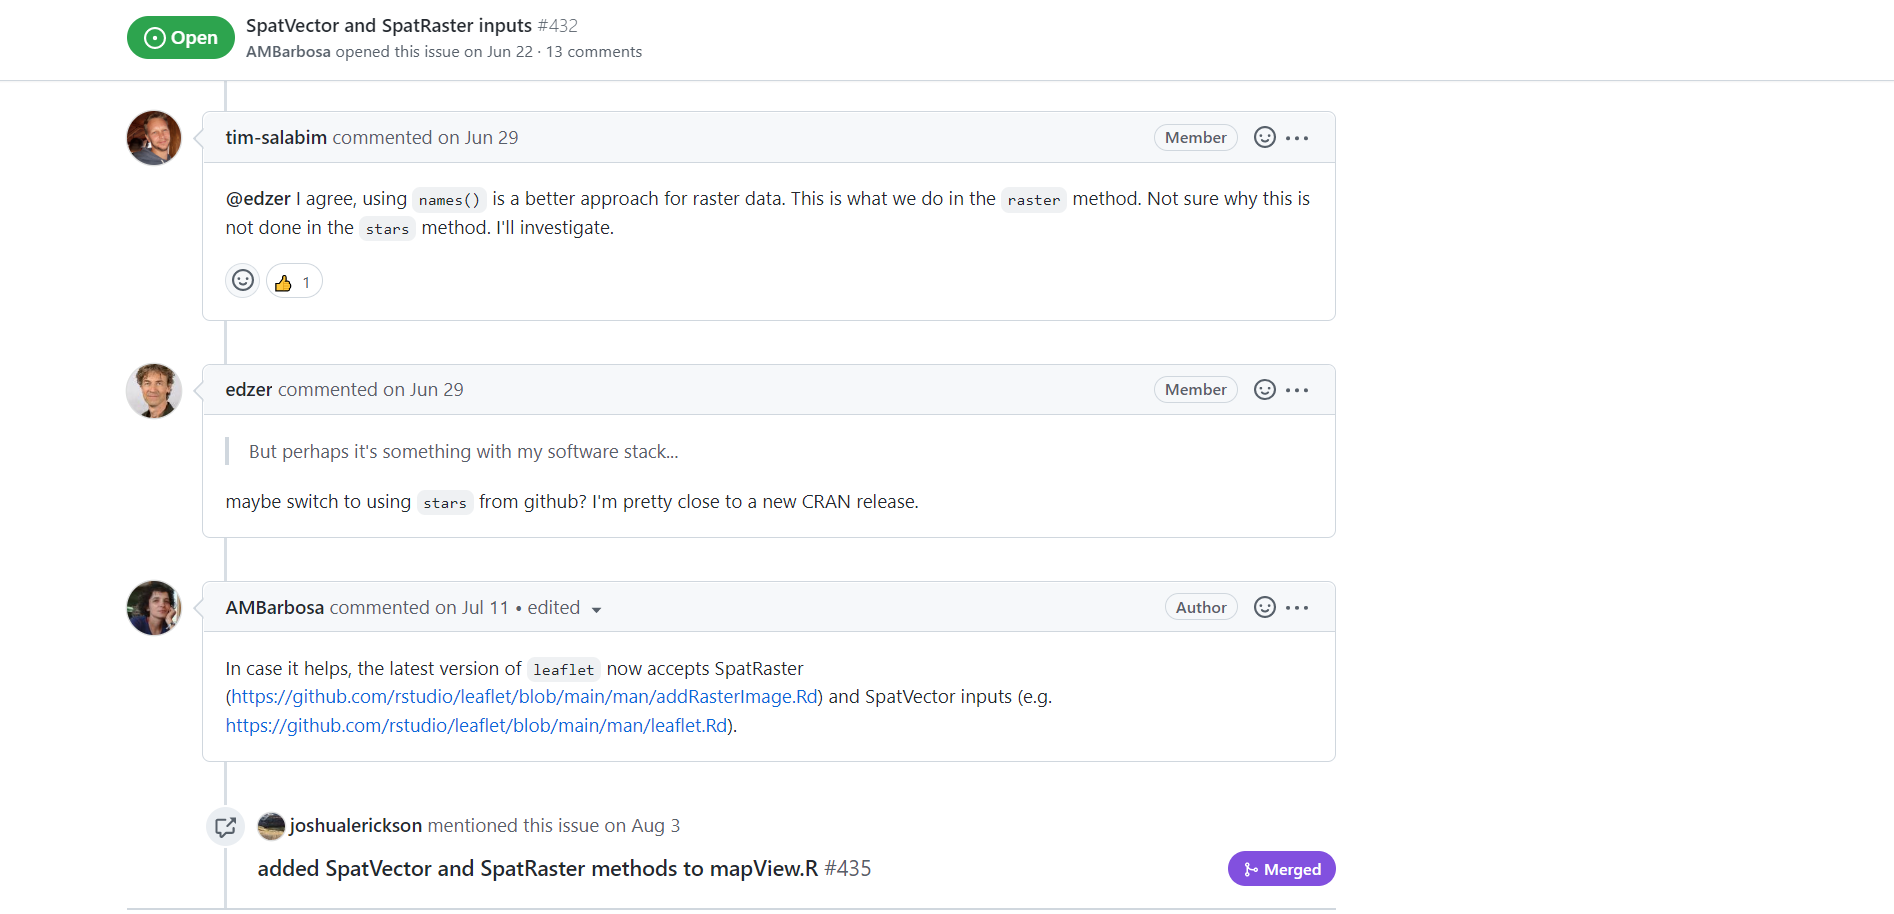 Open
SpatVector and SpatRaster inputs #432
AMBarbosa opened this issue on Jun 22 · 13 comments
tim-salabim commented on Jun 29
Member
@edzer I agree, using names() is a better approach for raster data. This is what we do in the raster method. Not sure why this is
not done in the stars method. I'll investigate.
1
edzer commented on Jun 29
Member
But perhaps it's something with my software stack...
maybe switch to using stars from github? I'm pretty close to a new CRAN release.
AMBarbosa commented on Jul 11 • edited
Author
In case it helps, the latest version of leaflet now accepts SpatRaster
(https://github.com/rstudio/leaflet/blob/main/man/addRasterImage.Rd) and SpatVector inputs (e.g.
https://github.com/rstudio/leaflet/blob/main/man/leaflet.Rd).
joshualerickson mentioned this issue on Aug 3
added SpatVector and SpatRaster methods to mapView.R #435
Merged